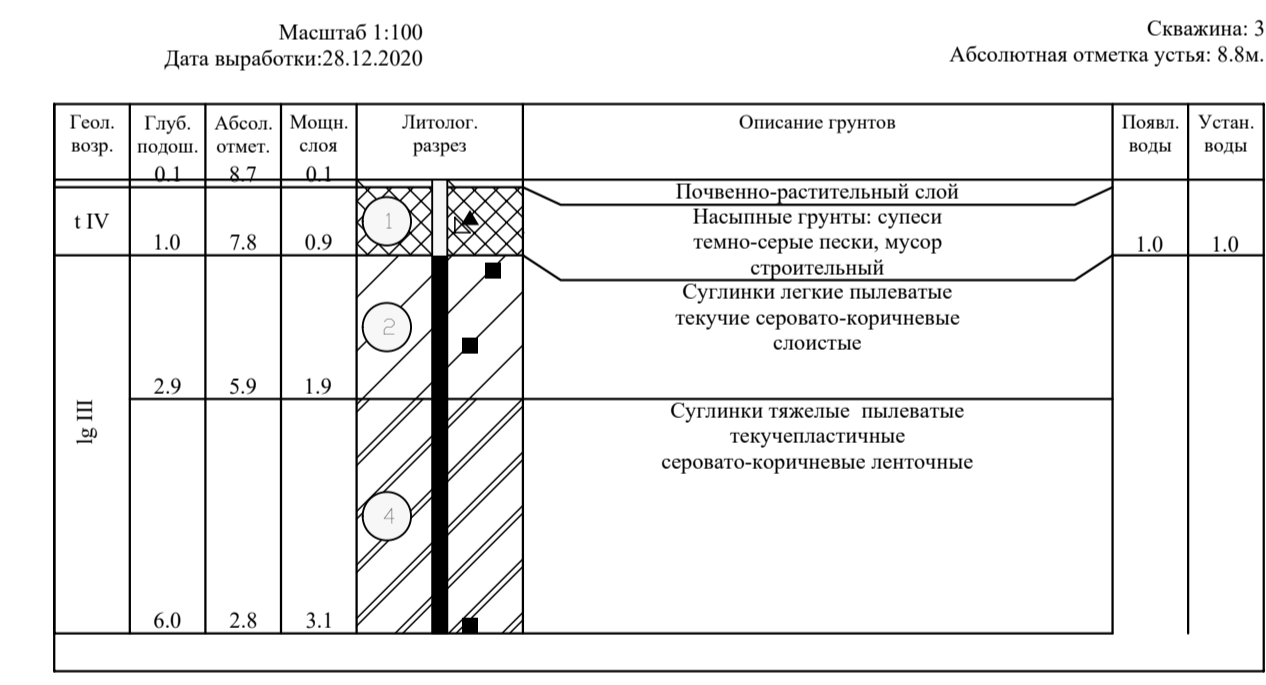 Масштаб 1:100
Дата выработки:28.12.2020
Скважина: 3
Абсолютная отметка устья: 8.8м.
Геол. возр.
Глуб. подош.
Абсол. отмет.
Мощн. слоя
Литолог. разрез
Описание грунтов
Появл. воды
Устан. воды
0.1 8.7 0.1
Почвенно-растительный слой
t IV
1.0 7.8 0.9
1
Насыпные грунты: супеси
темно-серые пески, мусор
строительный
1.0 1.0
lg III
2.9 5.9 1.9
2
Суглинки легкие пылеватые
текучие серовато-коричневые
слоистые
6.0 2.8 3.1
4
Суглинки тяжелые пылеватые
текучепластичные
серовато-коричневые ленточные